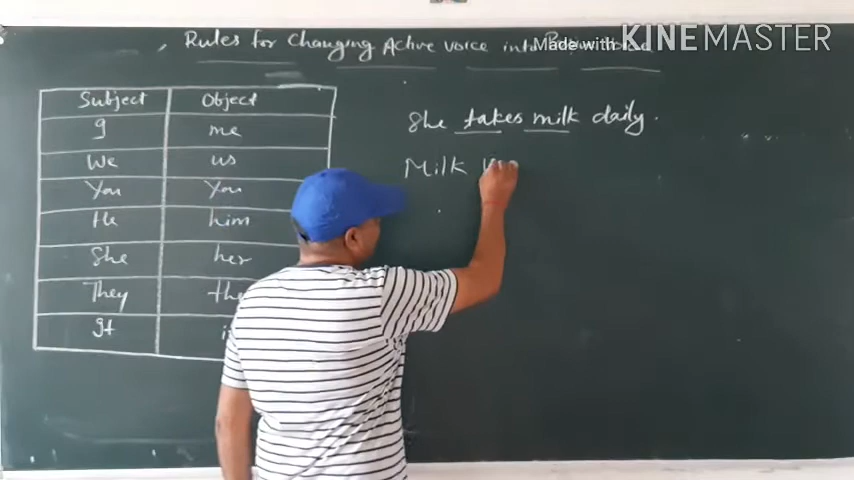 Rules for Changing Active voice into
Made with KINEMASTER
Subject Object
I me
We us
You You
He him
She her
They
It
She takes milk daily.
Milk